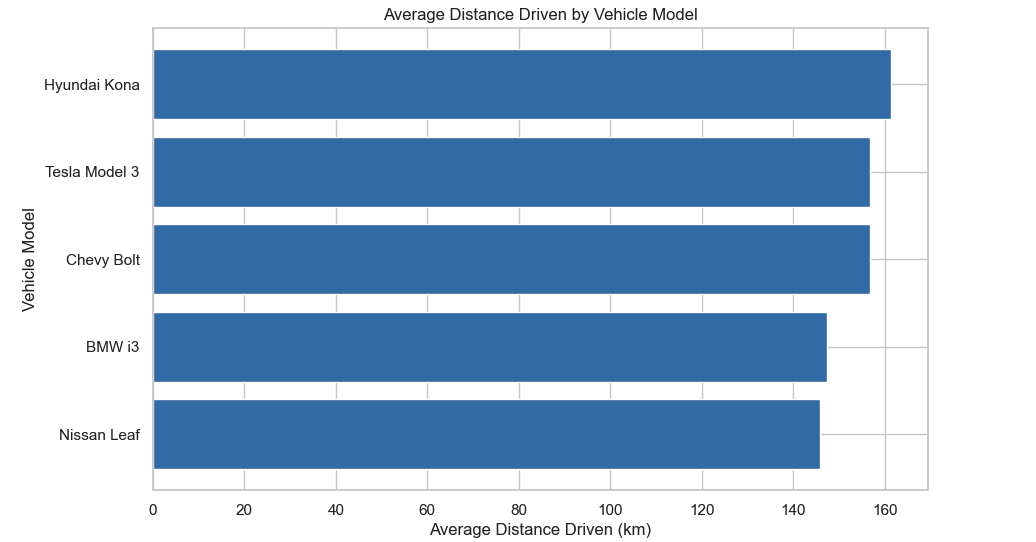 Average Distance Driven by Vehicle Model
Vehicle Model
Hyundai Kona
Tesla Model 3
Chevy Bolt
BMW i3
Nissan Leaf
0 20 40 60 80 100 120 140 160
Average Distance Driven (km)